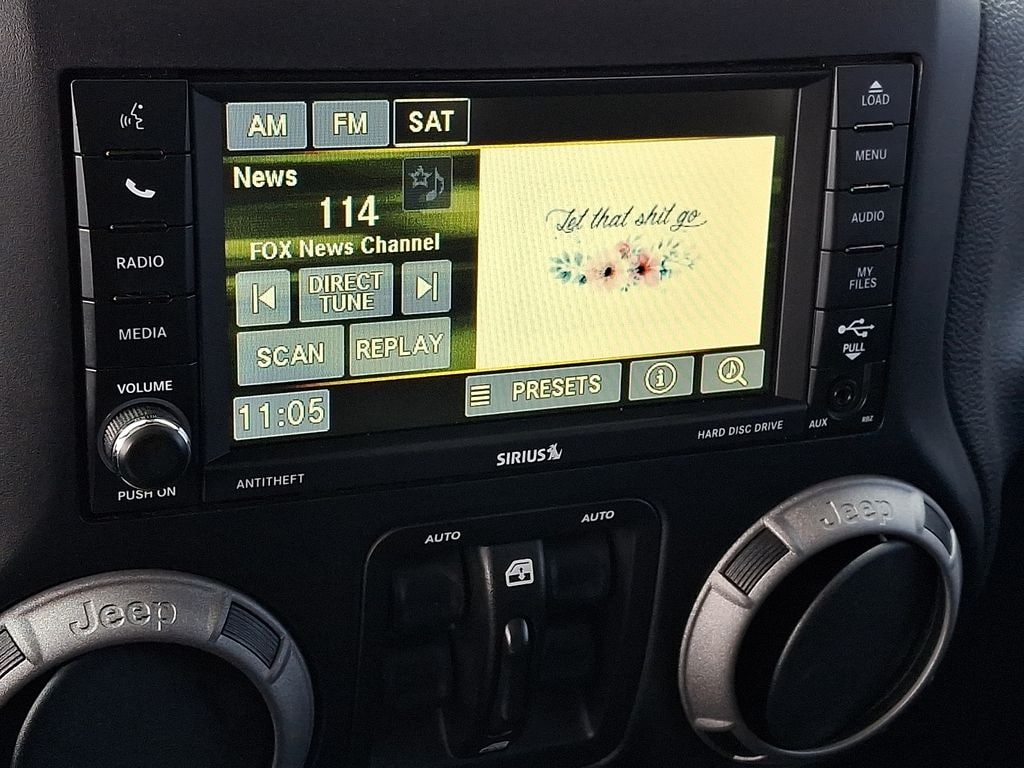 AM FM SAT
News
114
FOX News Channel
DIRECT
TUNE
SCAN REPLAY
11:05
Let that shit go
PRESETS
RADIO
MEDIA
VOLUME
PUSH ON
LOAD
MENU
AUDIO
MY
FILES
PULL
AUX
RBZ
ANTITHEFT
SIRIUS
HARD DISC DRIVE
AUTO AUTO
Jeep
Jeep